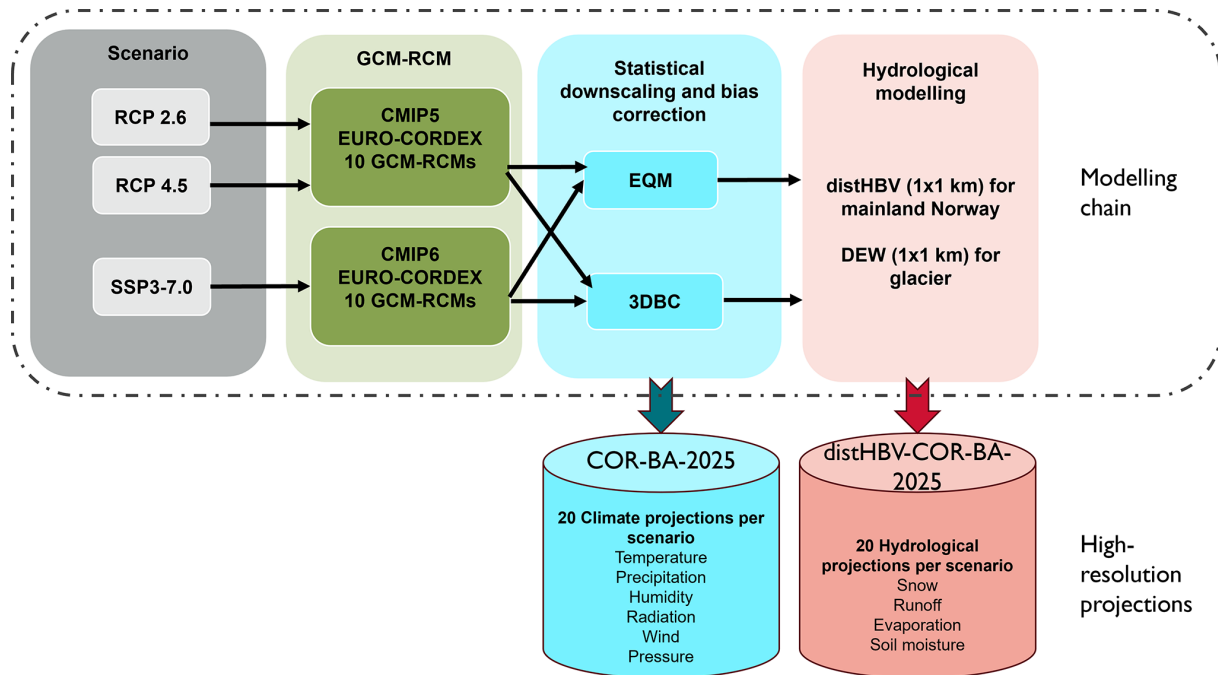 Scenario
RCP 2.6
RCP 4.5
SSP3-7.0
GCM-RCM
CMIP5
EURO-CORDEX
10 GCM-RCMs
CMIP6
EURO-CORDEX
10 GCM-RCMs
Statistical
downscaling and bias
correction
EQM
3DBC
Hydrological
modelling
distHBV (1x1 km) for
mainland Norway
DEW (1x1 km) for
glacier
Modelling
chain
COR-BA-2025
20 Climate projections per
scenario
Temperature
Precipitation
Humidity
Radiation
Wind
Pressure
distHBV-COR-BA-
2025
20 Hydrological
projections per scenario
Snow
Runoff
Evaporation
Soil moisture
High-
resolution
projections